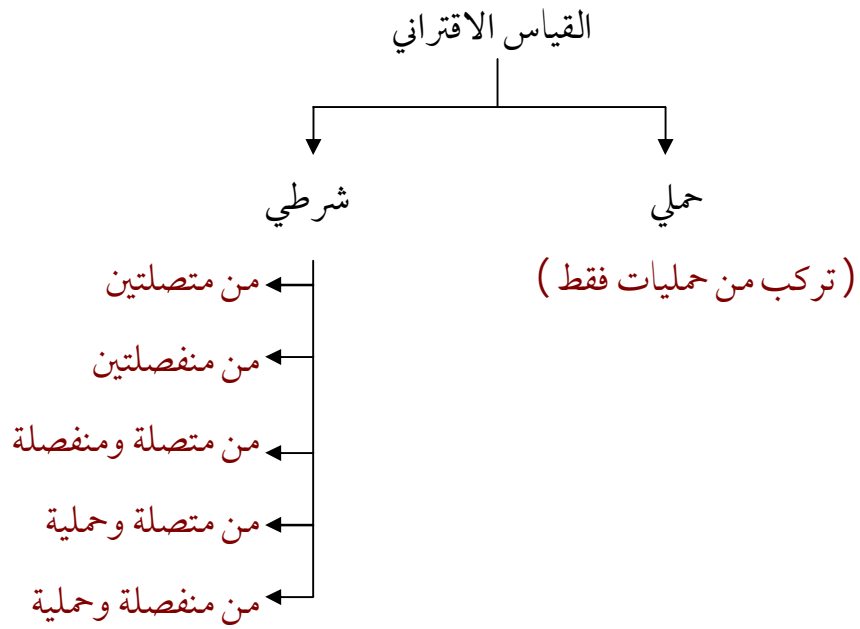 القياس الاقتراني
حملي
شرطي
(تركب من حمليات فقط)
من متصلتين
من منفصلتين
من متصلة ومنفصلة
من متصلة وحملية
من منفصلة وحملية